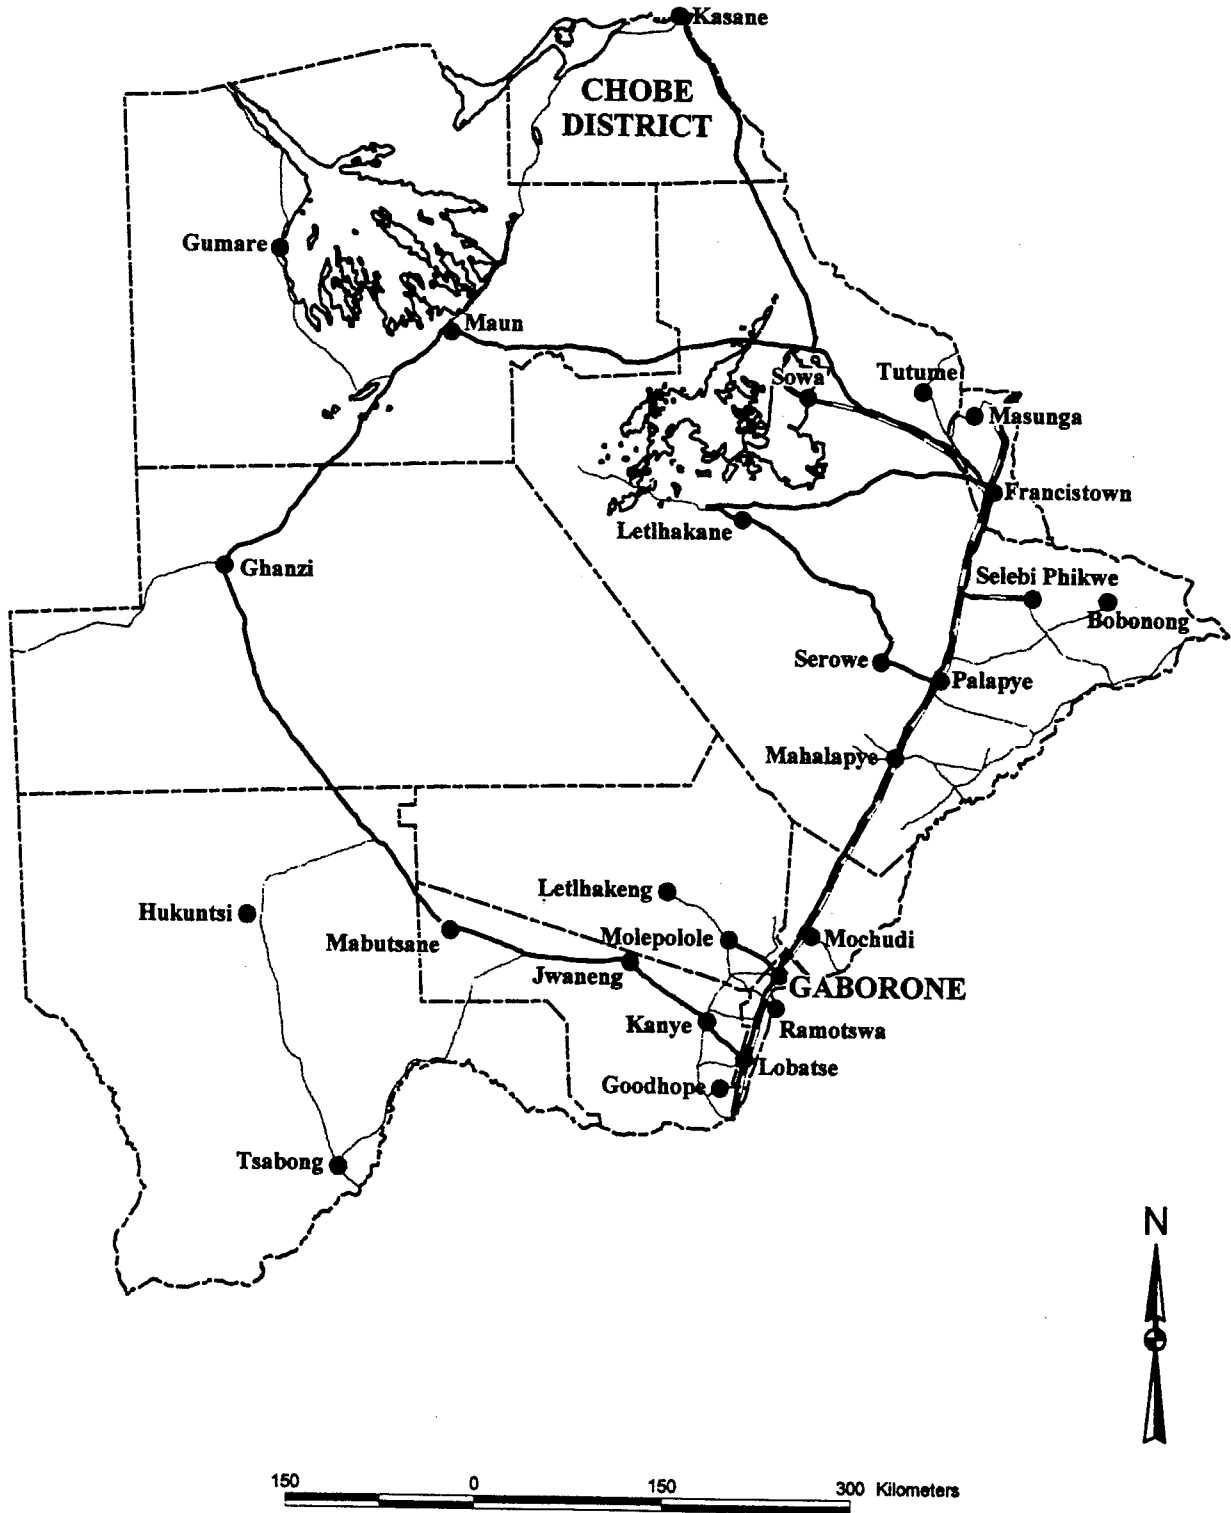 Kasane
CHOBE
DISTRICT
Gumare
Maun
Sowa
Tutume
Masunga
Francistown
Letlhakane
Ghanzi
Selebi Phikwe
Bobonong
Serowe
Palapye
Mahalapye
Letlhakeng
Hukuntsi
Mabutsane
Molepolole
Mochudi
Jwaneng
GABORONE
Kanye
Ramotswa
Lobatse
Goodhope
Tsabong
N
150 0 150 300 Kilometers